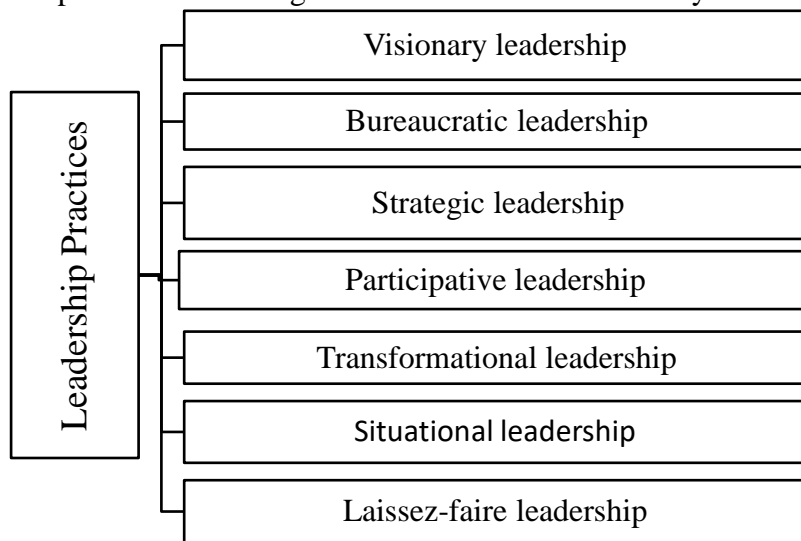 Visionary leadership
Bureaucratic leadership
Strategic leadership
Leadership Practices
Participative leadership
Transformational leadership
Situational leadership
Laissez-faire leadership